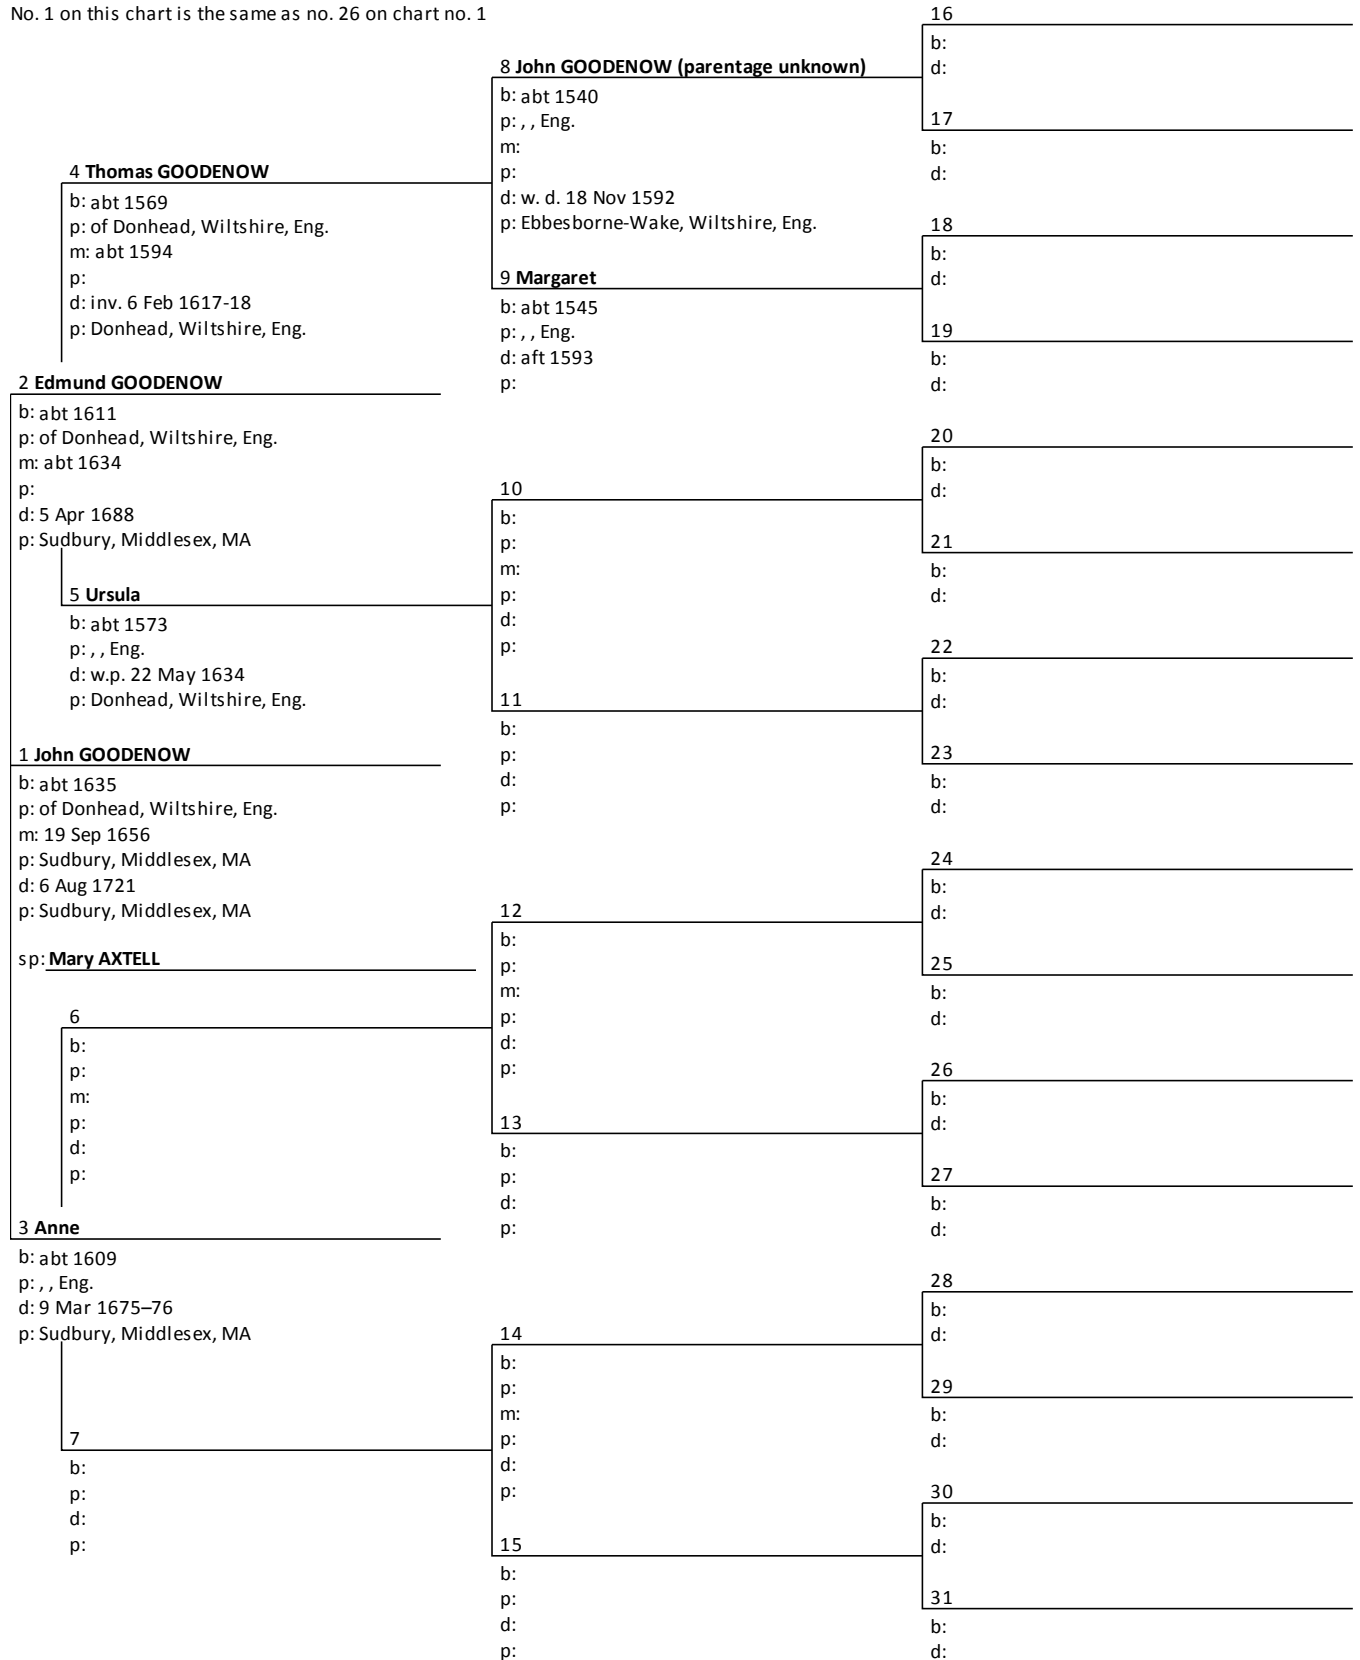 No. 1 on this chart is the same as no. 26 on chart no. 1
4 Thomas GOODENOW
b: abt 1569
p: of Donhead, Wiltshire, Eng.
m: abt 1594
p:
d: inv. 6 Feb 1617-18
p: Donhead, Wiltshire, Eng.
2 Edmund GOODENOW
b: abt 1611
p: of Donhead, Wiltshire, Eng.
m: abt 1634
p:
d: 5 Apr 1688
p: Sudbury, Middlesex, MA
5 Ursula
b: abt 1573
p: , , Eng.
d: w.p. 22 May 1634
p: Donhead, Wiltshire, Eng.
1 John GOODENOW
b: abt 1635
p: of Donhead, Wiltshire, Eng.
m: 19 Sep 1656
p: Sudbury, Middlesex, MA
d: 6 Aug 1721
p: Sudbury, Middlesex, MA
sp: Mary AXTELL
6
b:
p:
m:
p:
d:
p:
3 Anne
b: abt 1609
p: , , Eng.
d: 9 Mar 1675–76
p: Sudbury, Middlesex, MA
7
b:
p:
d:
p:
8 John GOODENOW (parentage unknown)
b: abt 1540
p: , , Eng.
m:
p:
d: w. d. 18 Nov 1592
p: Ebbesborne-Wake, Wiltshire, Eng.
9 Margaret
b: abt 1545
p: , , Eng.
d: aft 1593
p:
10
b:
p:
m:
p:
d:
p:
11
b:
p:
d:
p:
12
b:
p:
m:
p:
d:
p:
13
b:
p:
d:
p:
14
b:
p:
m:
p:
d:
p:
15
b:
p:
d:
p:
16
b:
d:
17
b:
d:
18
b:
d:
19
b:
d:
20
b:
d:
21
b:
d:
22
b:
d:
23
b:
d:
24
b:
d:
25
b:
d:
26
b:
d:
27
b:
d:
28
b:
d:
29
b:
d:
30
b:
d:
31
b:
d: